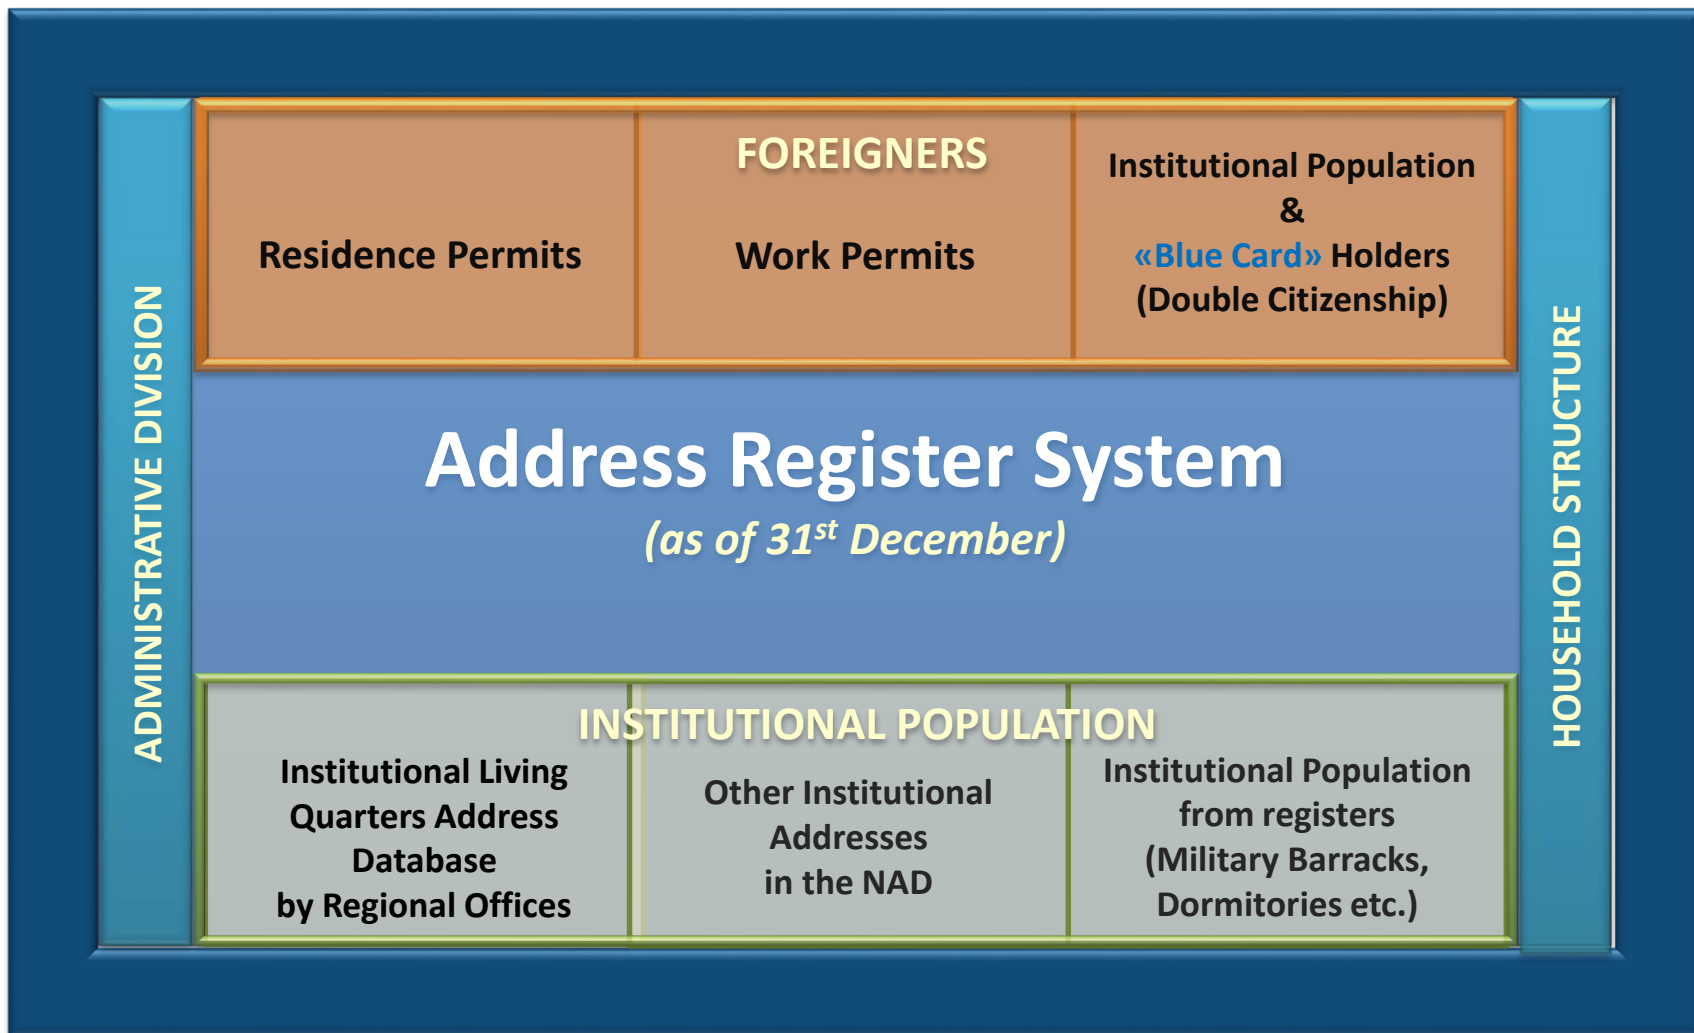 ADMINISTRATIVE DIVISION
FOREIGNERS
Residence Permits
Work Permits
Institutional Population
&
«Blue Card» Holders
(Double Citizenship)
Address Register System
(as of 31st December)
INSTITUTIONAL POPULATION
Institutional Living
Quarters Address
Database
by Regional Offices
Other Institutional
Addresses
in the NAD
Institutional Population
from registers
(Military Barracks,
Dormitories etc.)
HOUSEHOLD STRUCTURE